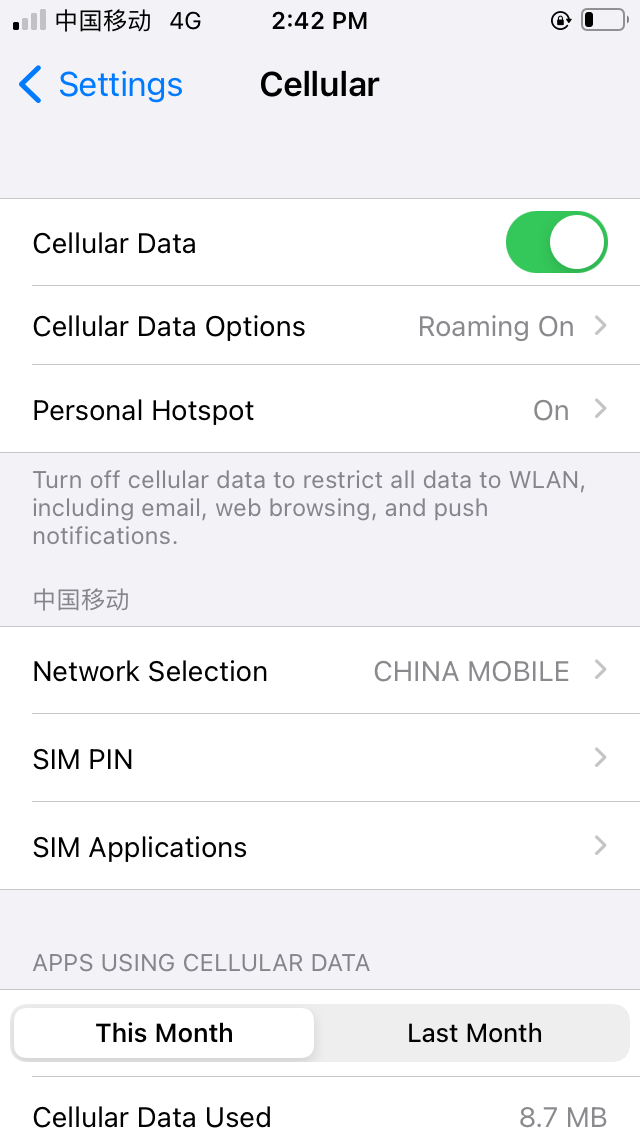 中国移动 4G 2:42 PM
Settings Cellular
Cellular Data
Cellular Data Options Roaming On
Personal Hotspot On
Turn off cellular data to restrict all data to WLAN,
including email, web browsing, and push
notifications.
中国移动
Network Selection CHINA MOBILE
SIM PIN
SIM Applications
APPS USING CELLULAR DATA
This Month Last Month
Cellular Data Used 8.7 MB